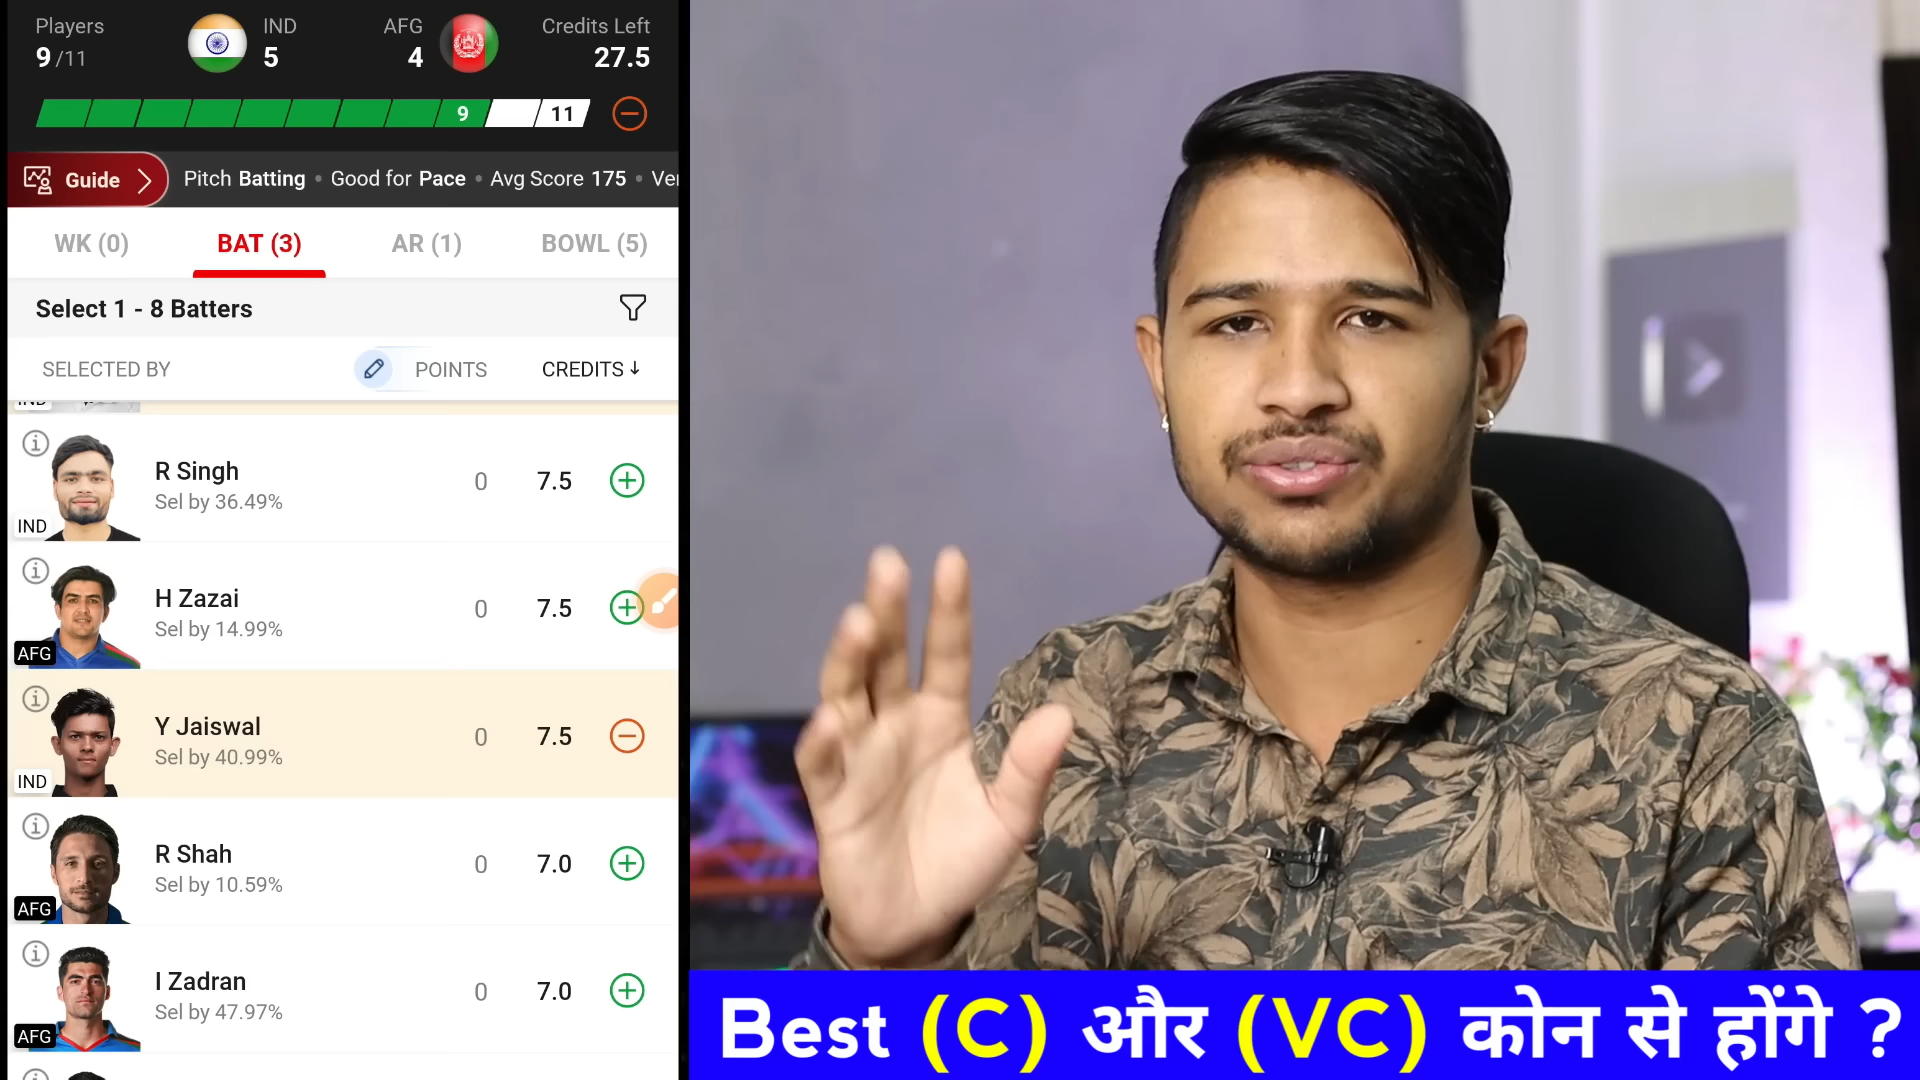 Players
IND
AFG
Credits Left
9/11
5
4
27.5
9
11
Guide
Pitch Batting • Good for Pace • Avg Score 175 • Ver
WK (0)
BAT (3)
AR (1)
BOWL (5)
Select 1 - 8 Batters
SELECTED BY
POINTS
CREDITS↓
IND
R Singh
Sel by 36.49%
0
7.5
IND
H Zazai
Sel by 14.99%
0
7.5
AFG
Y Jaiswal
Sel by 40.99%
0
7.5
IND
R Shah
Sel by 10.59%
0
7.0
AFG
I Zadran
Sel by 47.97%
0
7.0
AFG
Best (C) और (VC) कोन से होंगे ?